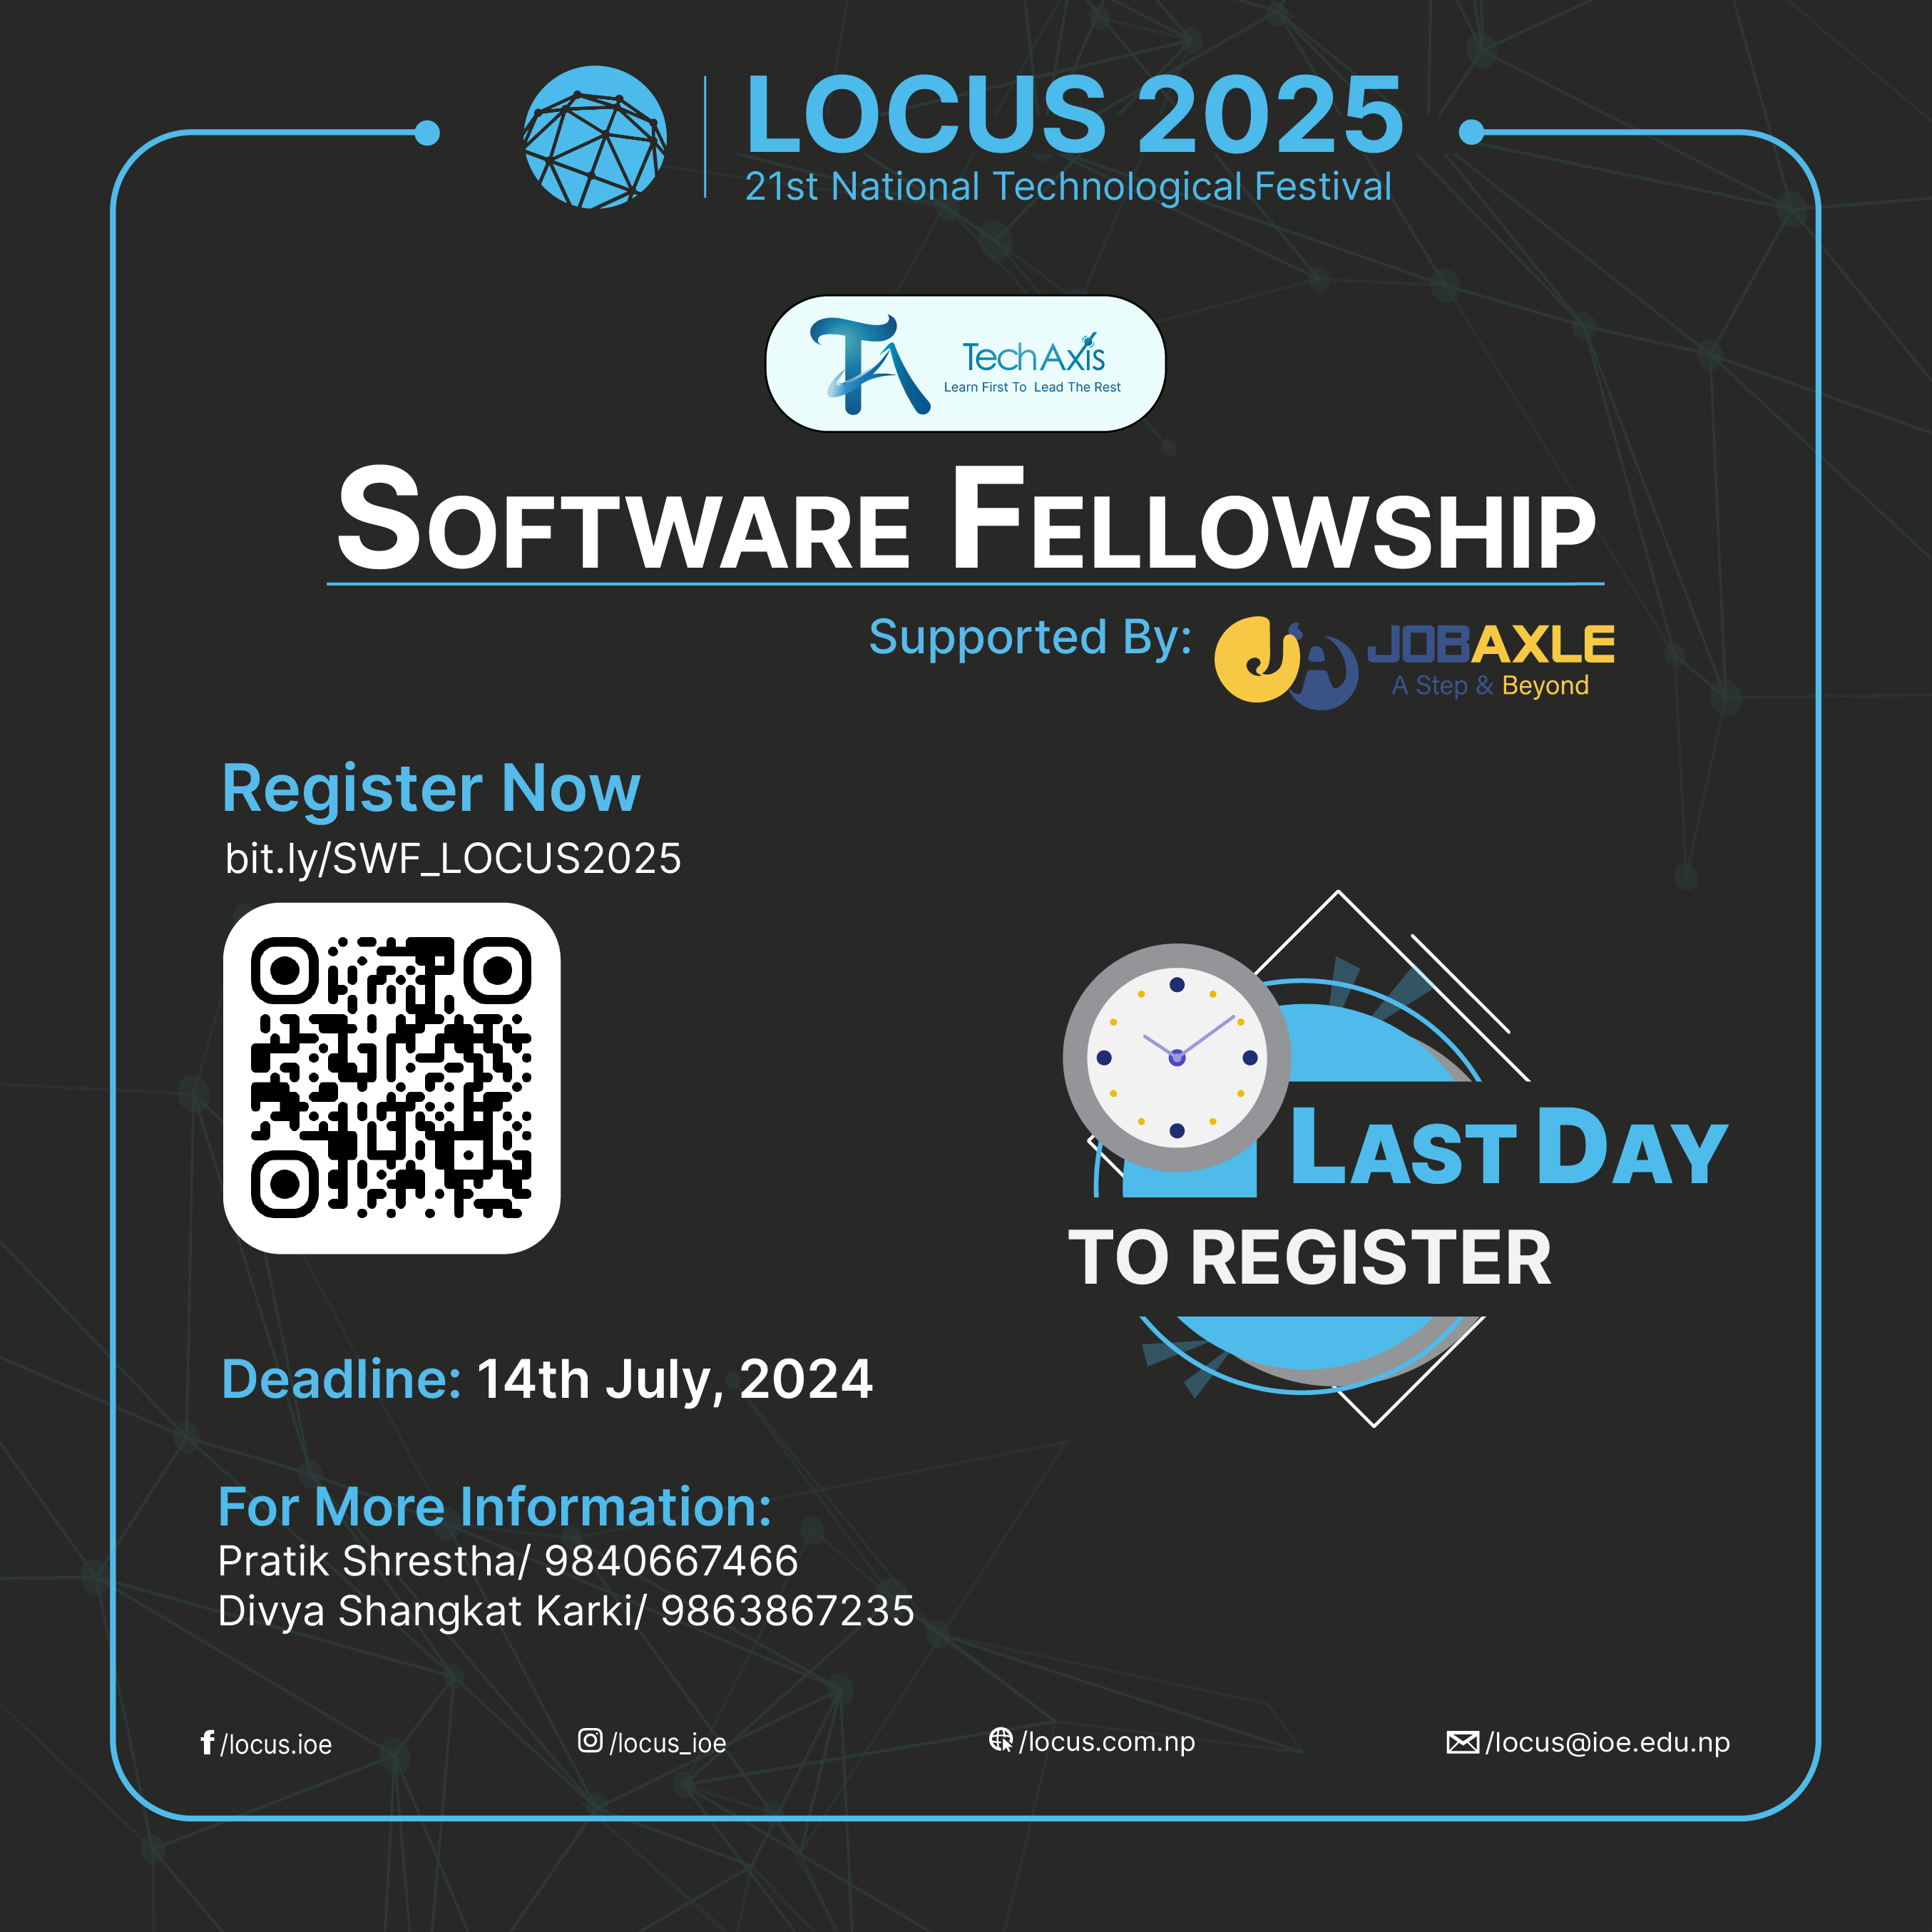 LOCUS 2025
21st National Technological Festival
TechAxis
Learn First To Lead The Rest
SOFTWARE FELLOWSHIP
Supported By:
JOBAXLE
A Step & Beyond
Register Now
bit.ly/SWF_LOCUS2025
LAST DAY
TO REGISTER
Deadline: 14th July, 2024
For More Information:
Pratik Shrestha/ 9840667466
Divya Shangkat Karki/ 9863867235
/locus.ioe
/locus_ioe
/locus.com.np
/locus@ioe.edu.np